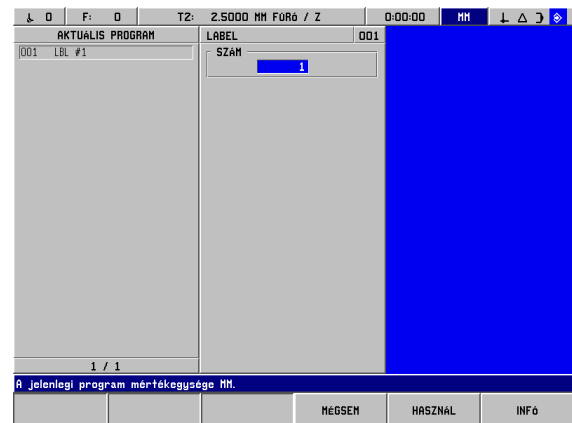 0 F: 0 T2: 2.5000 MM FÚRó / Z 0:00:00 MM
AKTUÁLIS PROGRAM LABEL 001
001 LBL #1
SZÁM
1
1 / 1
A jelenlegi program mértékegysége MM.
MÉGSEM HASZNÁL INFó